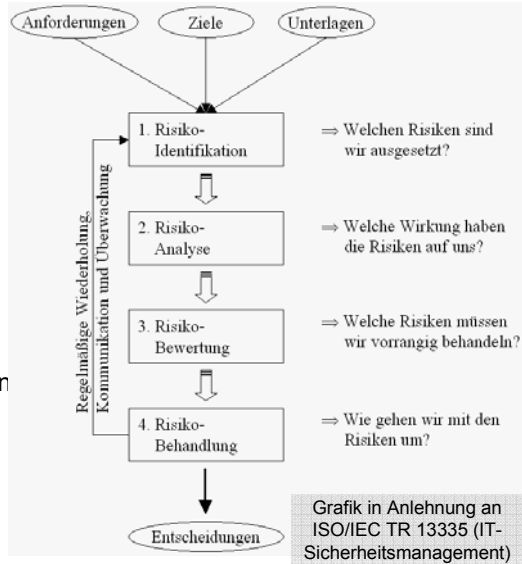 Anforderungen
Ziele
Unterlagen
1. Risiko-
Identifikation
⇒ Welchen Risiken sind
wir ausgesetzt?
2. Risiko-
Analyse
⇒ Welche Wirkung haben
die Risiken auf uns?
3. Risiko-
Bewertung
⇒ Welche Risiken müssen
wir vorrangig behandeln?
4. Risiko-
Behandlung
⇒ Wie gehen wir mit den
Risiken um?
Regelmäßige Wiederholung,
Kommunikation und Überwachung
n
Entscheidungen
Grafik in Anlehnung an
ISO/IEC TR 13335 (IT-
Sicherheitsmanagement)